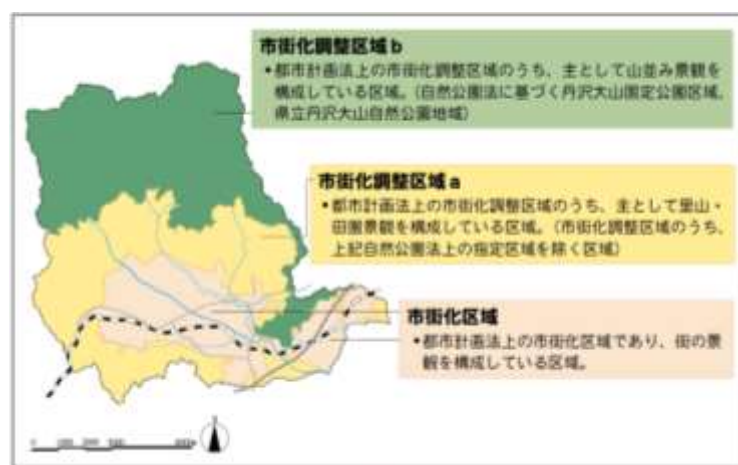 市街化調整区域b
•都市計画法上の市街化調整区域のうち、主として山並み景観を
構成している区域。(自然公園法に基づく丹沢大山国定公園区域、
県立丹沢大山自然公園地域)
市街化調整区域a
•都市計画法上の市街化調整区域のうち、主として里山・
田園景観を構成している区域。(市街化調整区域のうち、
上記自然公園法上の指定区域を除く区域)
市街化区域
•都市計画法上の市街化区域であり、街の景
観を構成している区域。